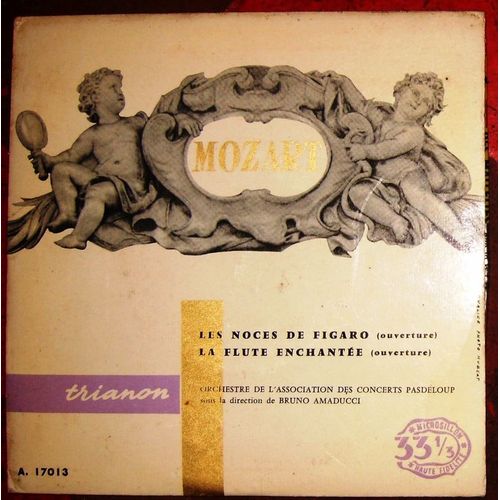 MOZART
LES NOCES DE FIGARO (ouverture)
LA FLUTE ENCHANTÉE (ouverture)
trianon
ORCHESTRE DE L'ASSOCIATION DES CONCERTS PASDELOUP
sous la direction de BRUNO AMADUCCI
MICROSILLON
33 1/3
HAUTE FIDELITÉ
A. 17013